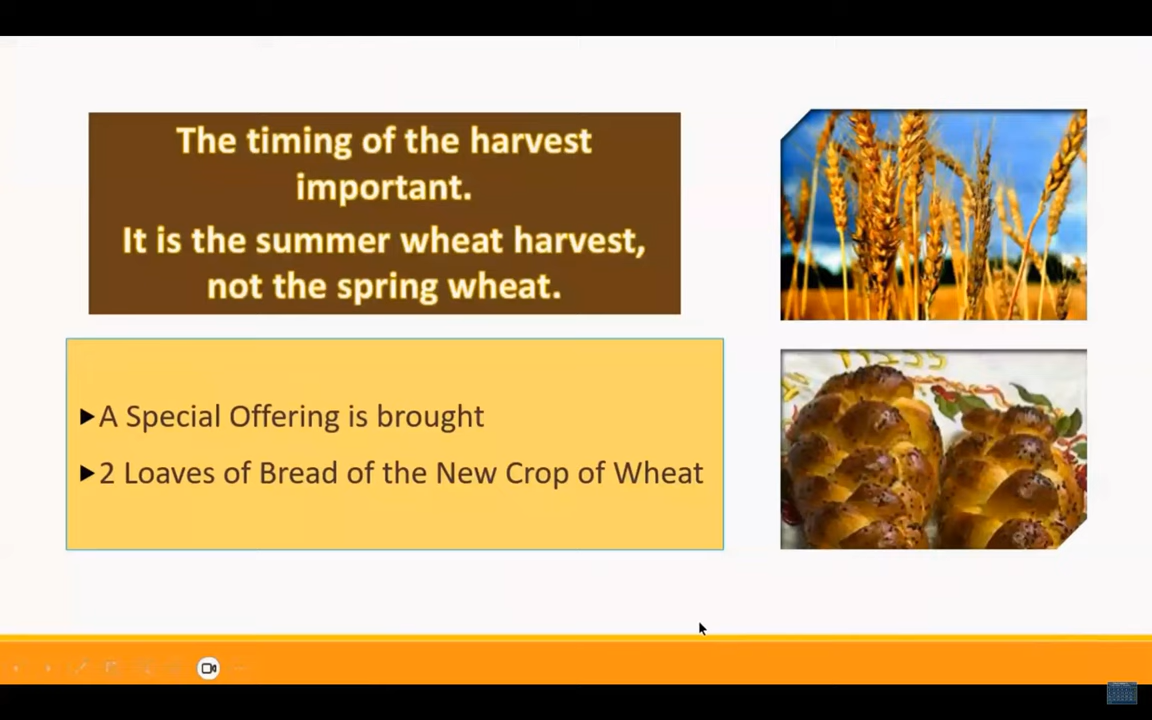 The timing of the harvest
important.
It is the summer wheat harvest,
not the spring wheat.
A Special Offering is brought
2 Loaves of Bread of the New Crop of Wheat